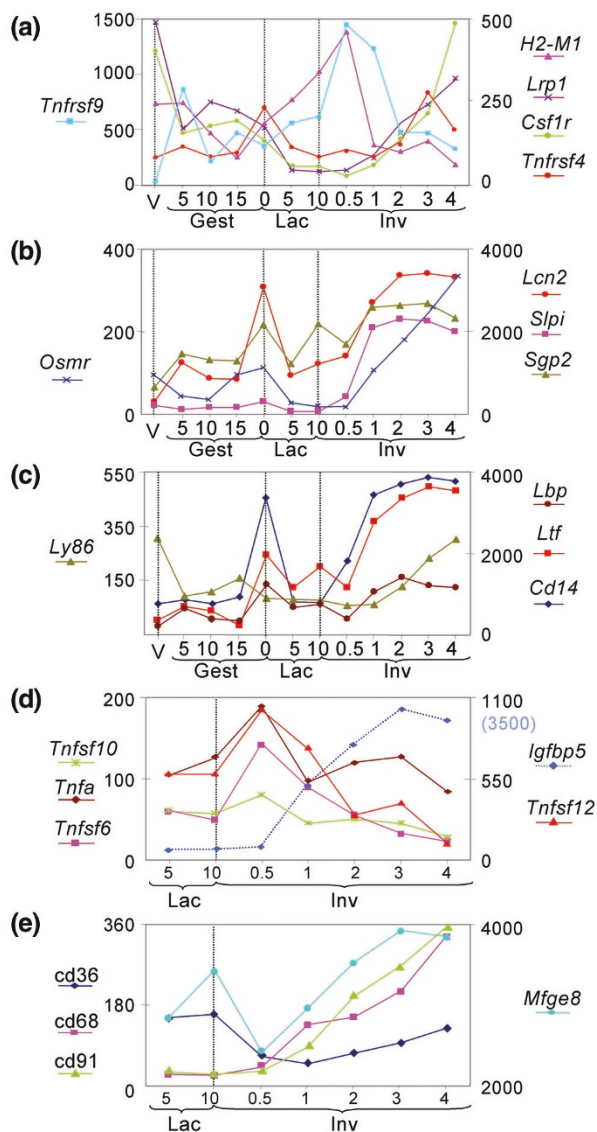 (a)
1500 500
H2-M1
1000
Lrp1
Tnfrsf9 250
Csf1r
500
Tnfrsf4
0 0
V 5 10 15 0 5 10 0.5 1 2 3 4
Gest Lac Inv
(b)
400 4000
Lcn2
200 2000
Slpi
Osmr
Sgp2
0 0
V 5 10 15 0 5 10 0.5 1 2 3 4
Gest Lac Inv
(c)
550 4000
Lbp
350
Ly86 2000
Ltf
150
Cd14
0
V 5 10 15 0 5 10 0.5 1 2 3 4
Gest Lac Inv
(d)
200 1100
(3500)
Tnfsf10
Igfbp5
Tnfa 100 550
Tnfsf12
Tnfsf6
0 0
5 10 0.5 1 2 3 4
Lac Inv
(e)
360 4000
cd36
Mfge8
cd68 180
cd91
0 2000
5 10 0.5 1 2 3 4
Lac Inv